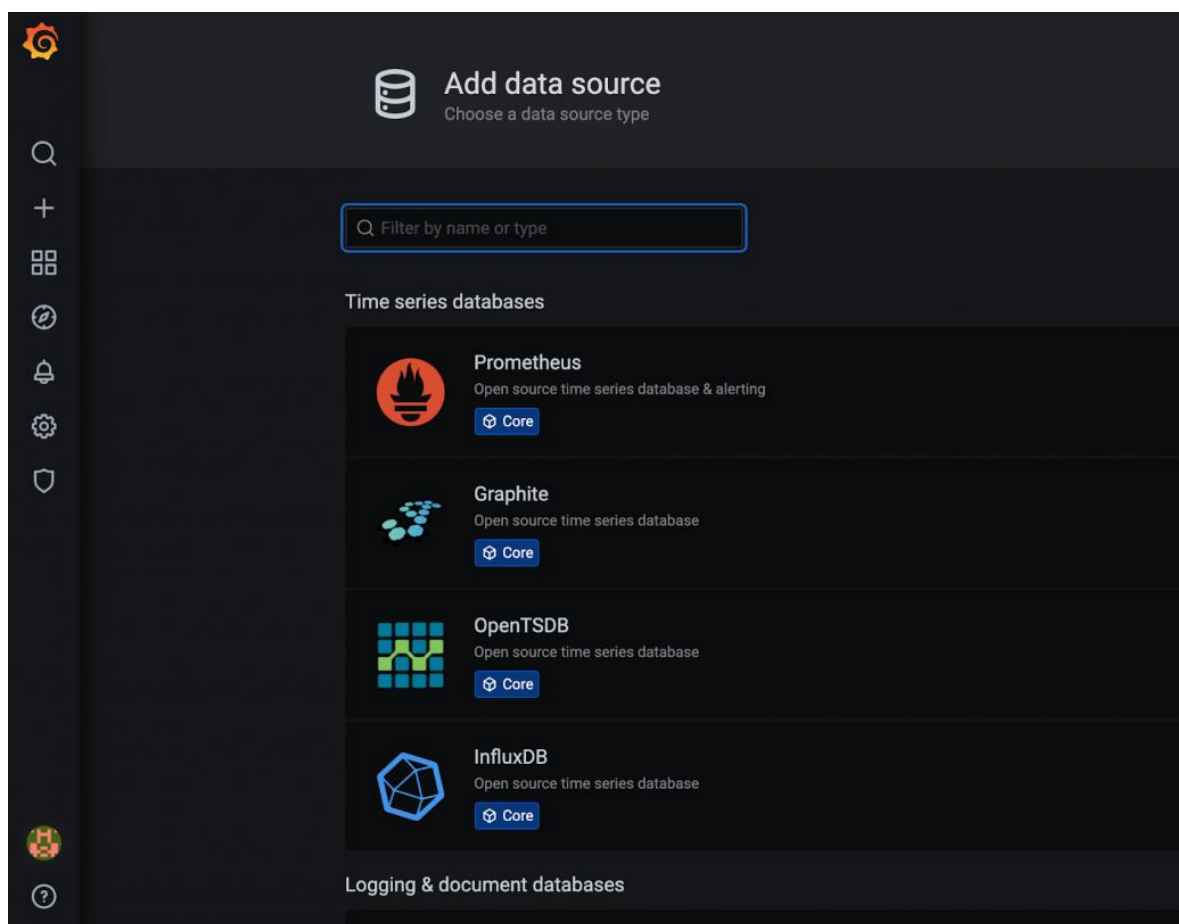 Add data source
Choose a data source type
Filter by name or type
Time series databases
Prometheus
Open source time series database & alerting
Core
Graphite
Open source time series database
Core
OpenTSDB
Open source time series database
Core
InfluxDB
Open source time series database
Core
Logging & document databases